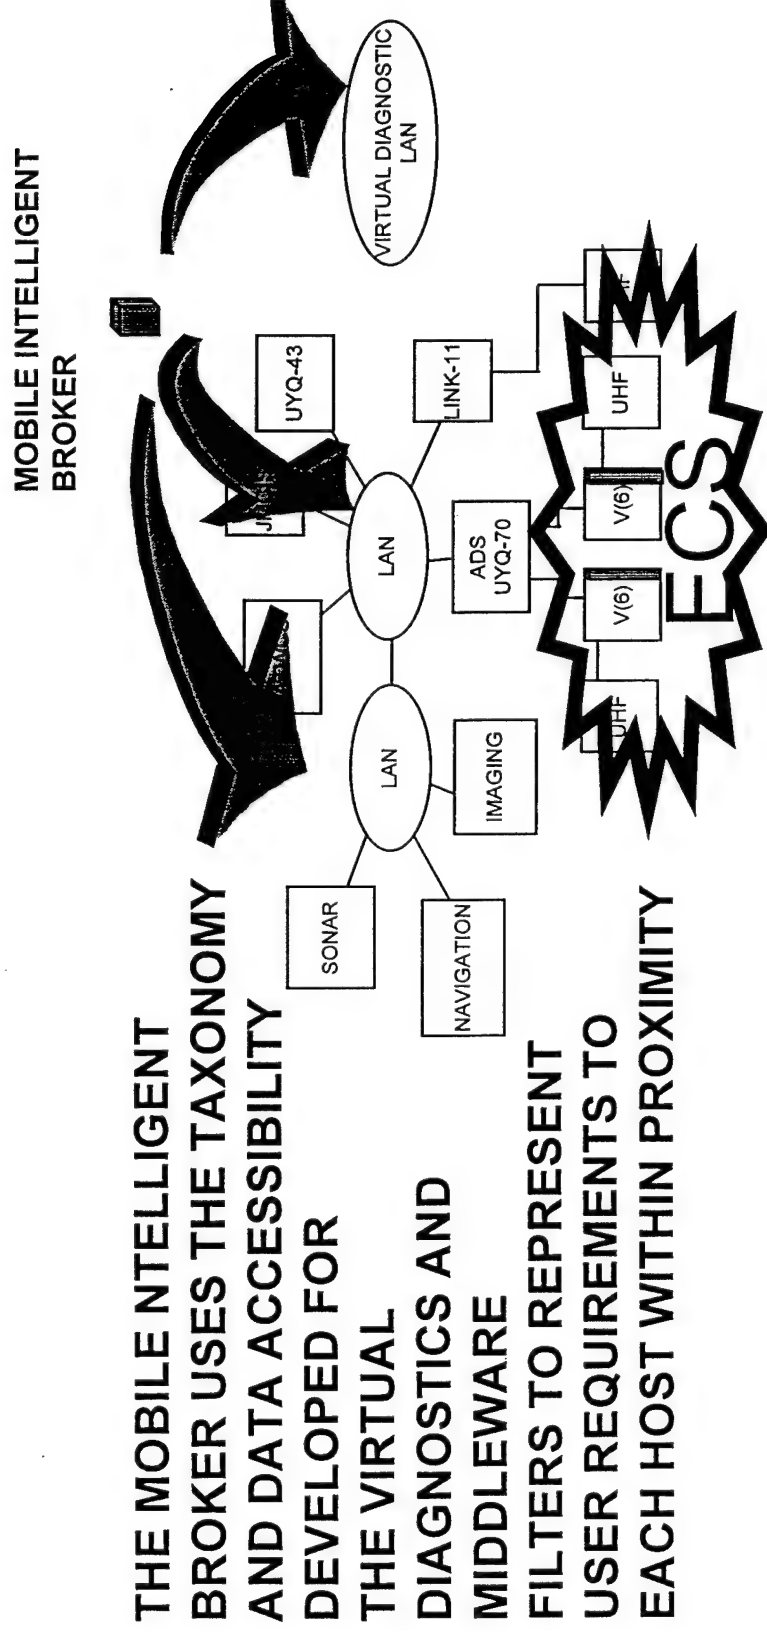 MOBILE INTELLIGENT
BROKER
THE MOBILE NTELLIGENT
BROKER USES THE TAXONOMY
AND DATA ACCESSIBILITY
DEVELOPED FOR
THE VIRTUAL
DIAGNOSTICS AND
MIDDLEWARE
FILTERS TO REPRESENT
USER REQUIREMENTS TO
EACH HOST WITHIN PROXIMITY
SONAR
NAVIGATION
LAN
IMAGING
LAN
UYQ-43
ADS
UYQ-70
LINK-11
VIRTUAL DIAGNOSTIC
LAN
UHF
V(6)
V(6)
UHF
ECS